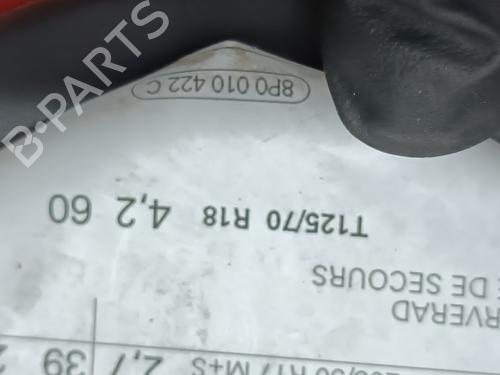 R17 M+S 2,7 39
RVERAD
DE SECOURS
T125/70 R18 4,2 60
8P0 010 422 C
B-PARTS